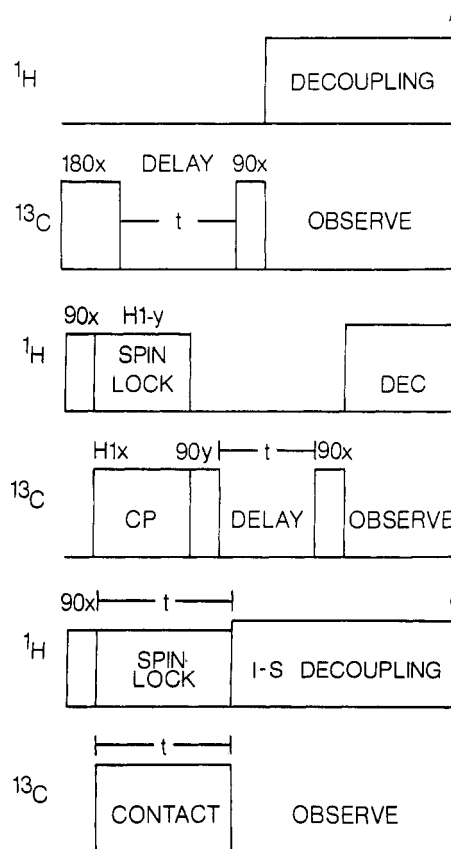 ¹H
DECOUPLING
180x DELAY 90x
¹³C
t
OBSERVE
90x H1-y
¹H
SPIN
LOCK
DEC
H1x 90y t 90x
¹³C
CP
DELAY
OBSERVE
90x t
¹H
SPIN
LOCK
I-S DECOUPLING
t
¹³C
CONTACT
OBSERVE